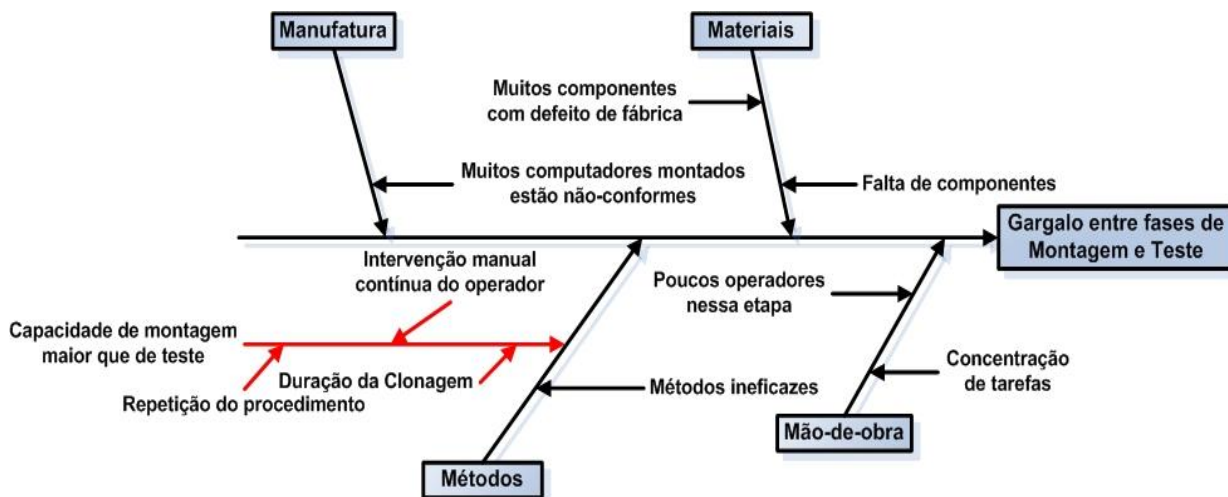 Manufatura
Materiais
Muitos componentes
com defeito de fábrica
Muitos computadores montados
estão não-conformes
Falta de componentes
Gargalo entre fases de
Montagem e Teste
Intervenção manual
contínua do operador
Poucos operadores
nessa etapa
Capacidade de montagem
maior que de teste
Duração da Clonagem
Repetição do procedimento
Métodos ineficazes
Concentração
de tarefas
Mão-de-obra
Métodos